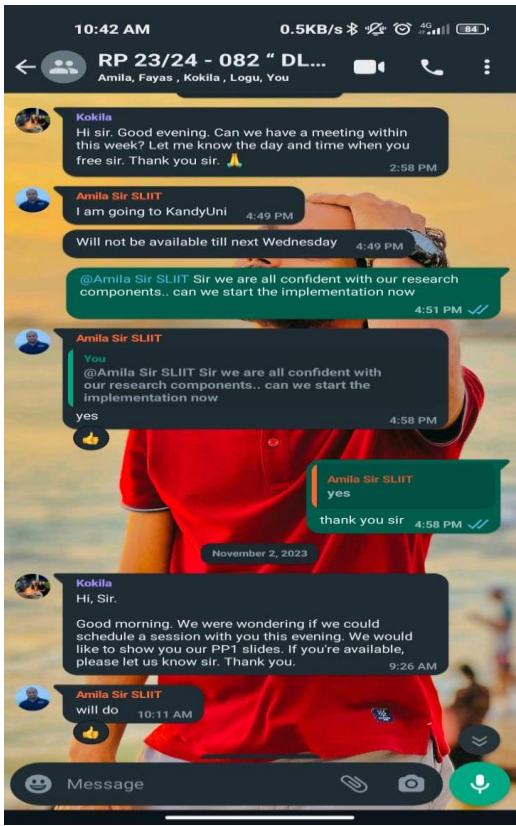 10:42 AM 0.5KB/s 4G 84
RP 23/24 - 082 “ DL...
Amila, Fayas , Kokila , Logu, You
Kokila
Hi sir. Good evening. Can we have a meeting within
this week? Let me know the day and time when you
free sir. Thank you sir. 🙏
2:58 PM
Amila Sir SLIIT
I am going to KandyUni 4:49 PM
Will not be available till next Wednesday 4:49 PM
@Amila Sir SLIIT Sir we are all confident with our research
components.. can we start the implementation now
4:51 PM
Amila Sir SLIIT
You
@Amila Sir SLIIT Sir we are all confident with
our research components.. can we start the
implementation now
yes
4:58 PM
Amila Sir SLIIT
yes
thank you sir 4:58 PM
November 2, 2023
Kokila
Hi, Sir.
Good morning. We were wondering if we could
schedule a session with you this evening. We would
like to show you our PP1 slides. If you're available,
please let us know sir. Thank you.
9:26 AM
Amila Sir SLIIT
will do 10:11 AM
Message